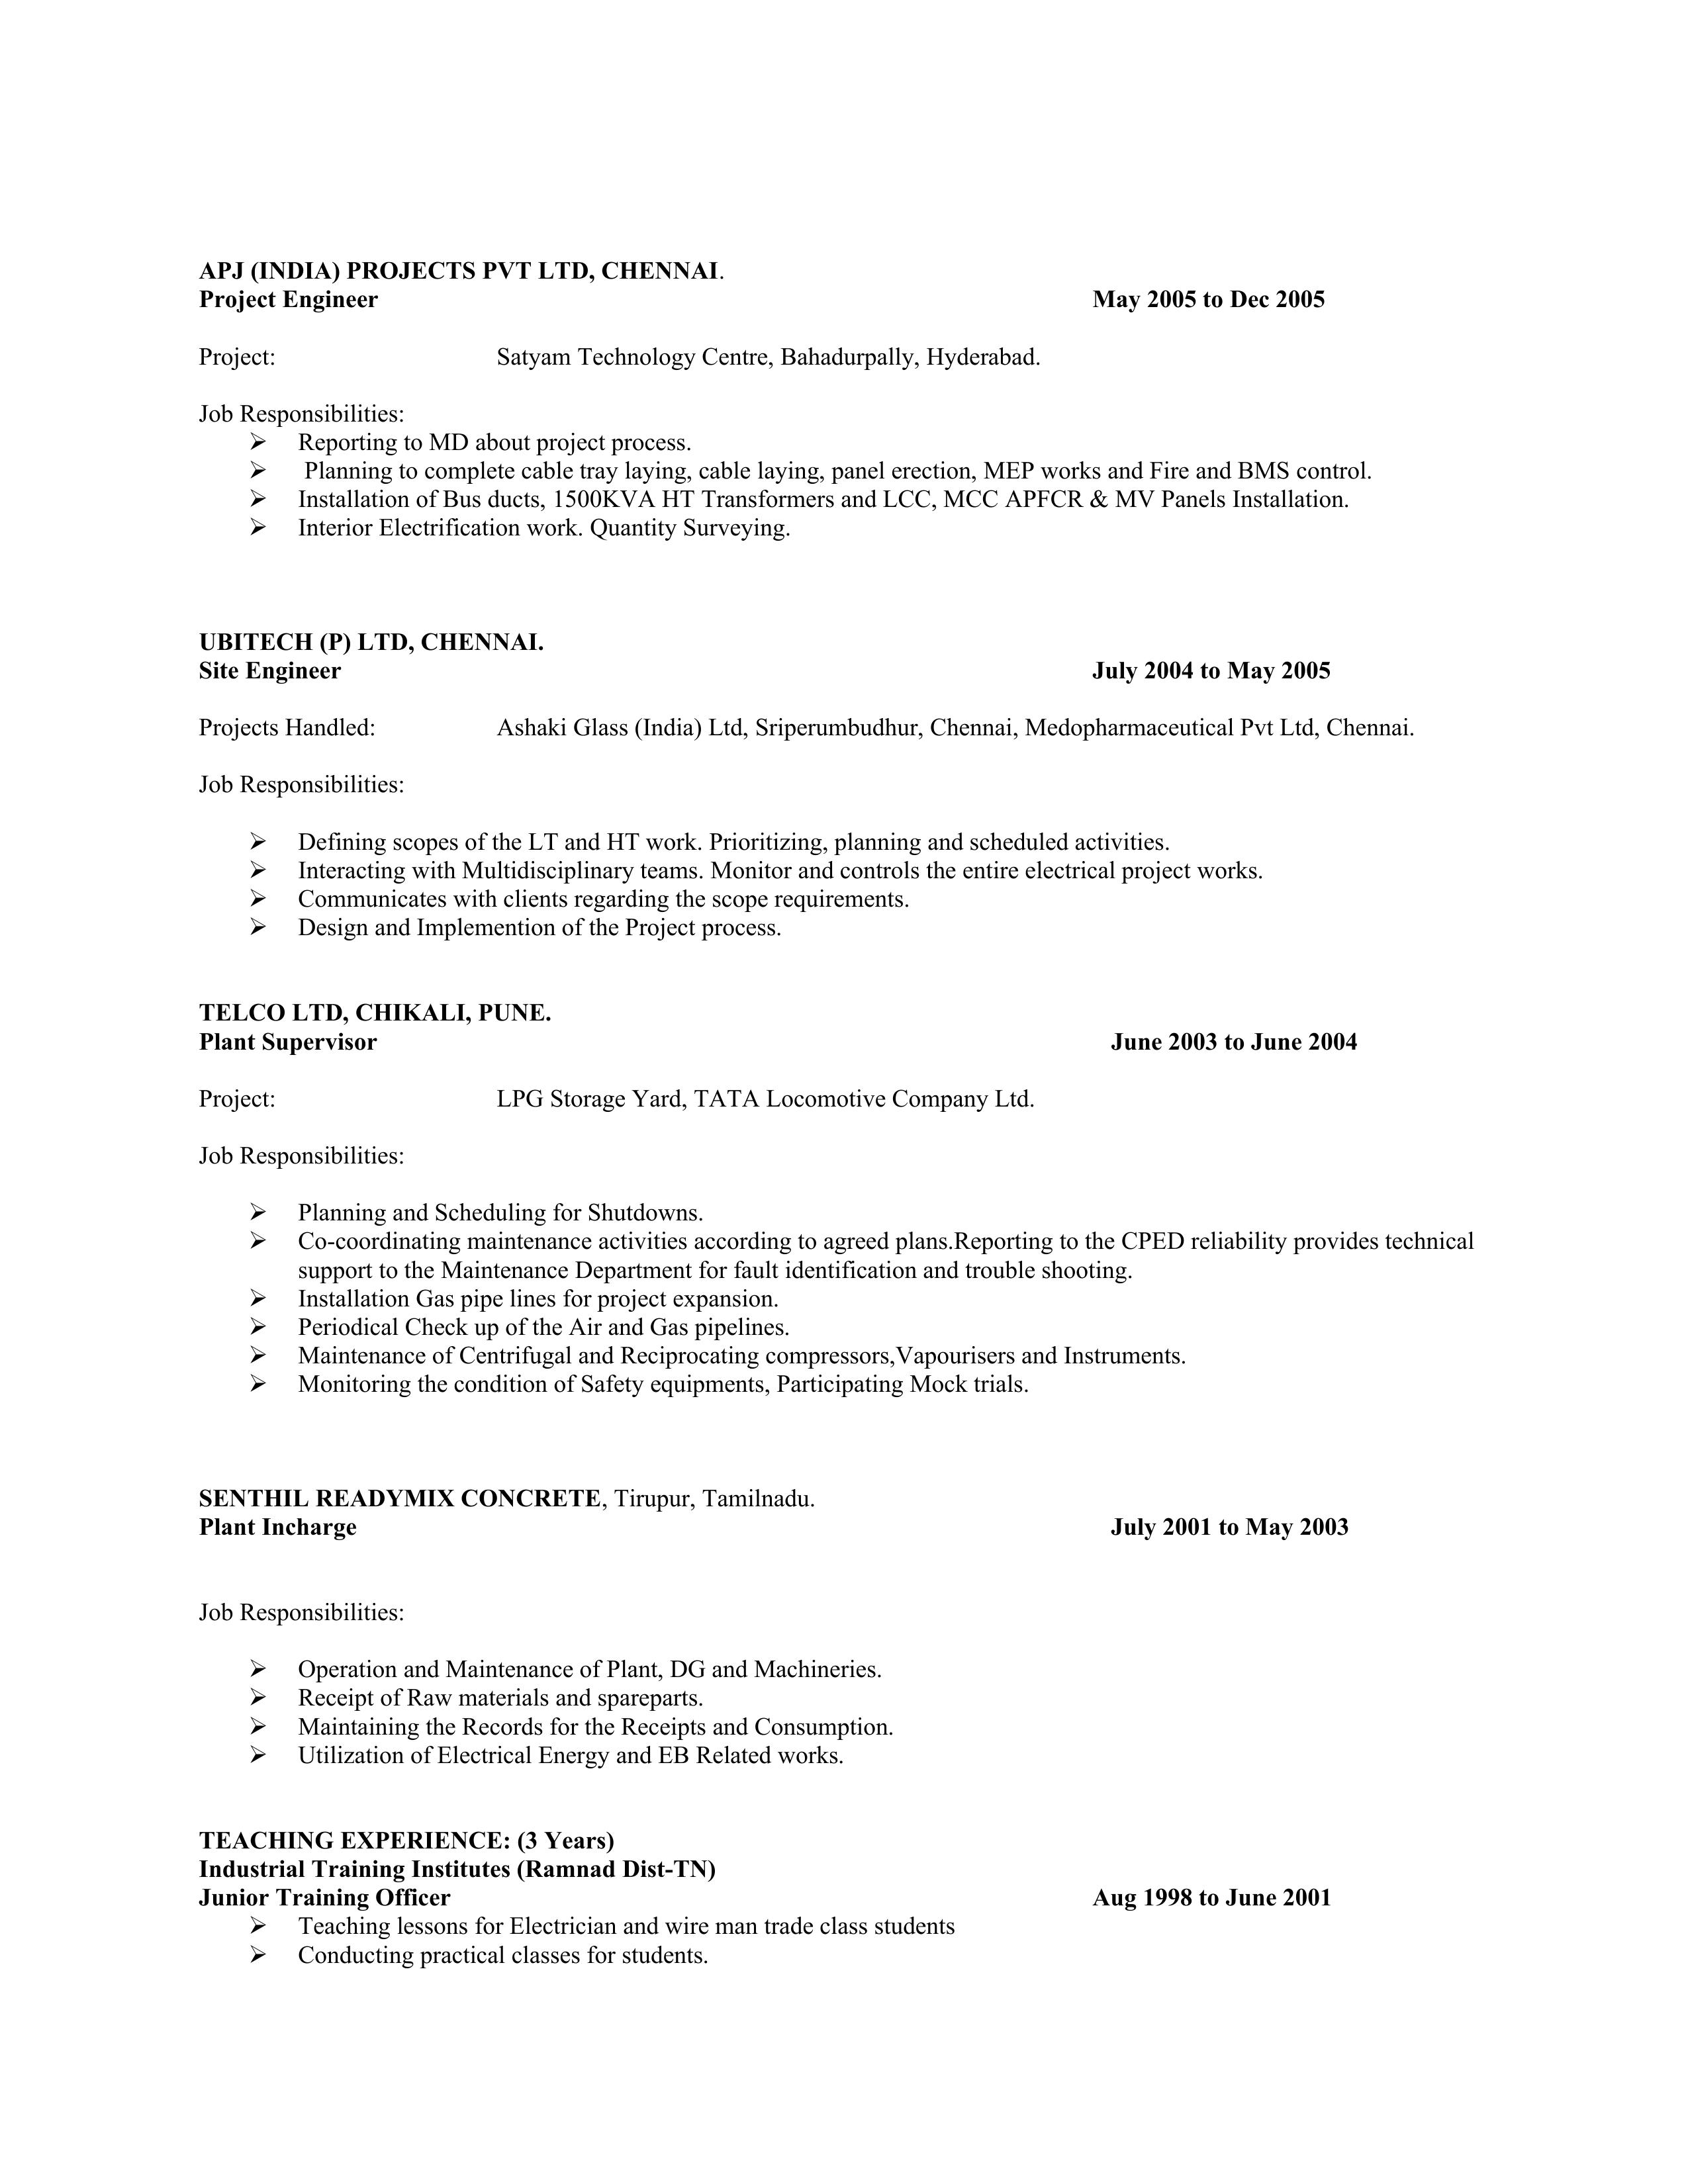 APJ (INDIA) PROJECTS PVT LTD, CHENNAI.
Project Engineer May 2005 to Dec 2005
Project: Satyam Technology Centre, Bahadurpally, Hyderabad.
Job Responsibilities:
➢ Reporting to MD about project process.
➢ Planning to complete cable tray laying, cable laying, panel erection, MEP works and Fire and BMS control.
➢ Installation of Bus ducts, 1500KVA HT Transformers and LCC, MCC APFCR & MV Panels Installation.
➢ Interior Electrification work. Quantity Surveying.
UBITECH (P) LTD, CHENNAI.
Site Engineer July 2004 to May 2005
Projects Handled: Ashaki Glass (India) Ltd, Sriperumbudhur, Chennai, Medopharmaceutical Pvt Ltd, Chennai.
Job Responsibilities:
➢ Defining scopes of the LT and HT work. Prioritizing, planning and scheduled activities.
➢ Interacting with Multidisciplinary teams. Monitor and controls the entire electrical project works.
➢ Communicates with clients regarding the scope requirements.
➢ Design and Implemention of the Project process.
TELCO LTD, CHIKALI, PUNE.
Plant Supervisor June 2003 to June 2004
Project: LPG Storage Yard, TATA Locomotive Company Ltd.
Job Responsibilities:
➢ Planning and Scheduling for Shutdowns.
➢ Co-coordinating maintenance activities according to agreed plans.Reporting to the CPED reliability provides technical
support to the Maintenance Department for fault identification and trouble shooting.
➢ Installation Gas pipe lines for project expansion.
➢ Periodical Check up of the Air and Gas pipelines.
➢ Maintenance of Centrifugal and Reciprocating compressors,Vapourisers and Instruments.
➢ Monitoring the condition of Safety equipments, Participating Mock trials.
SENTHIL READYMIX CONCRETE, Tirupur, Tamilnadu.
Plant Incharge July 2001 to May 2003
Job Responsibilities:
➢ Operation and Maintenance of Plant, DG and Machineries.
➢ Receipt of Raw materials and spareparts.
➢ Maintaining the Records for the Receipts and Consumption.
➢ Utilization of Electrical Energy and EB Related works.
TEACHING EXPERIENCE: (3 Years)
Industrial Training Institutes (Ramnad Dist-TN)
Junior Training Officer Aug 1998 to June 2001
➢ Teaching lessons for Electrician and wire man trade class students
➢ Conducting practical classes for students.